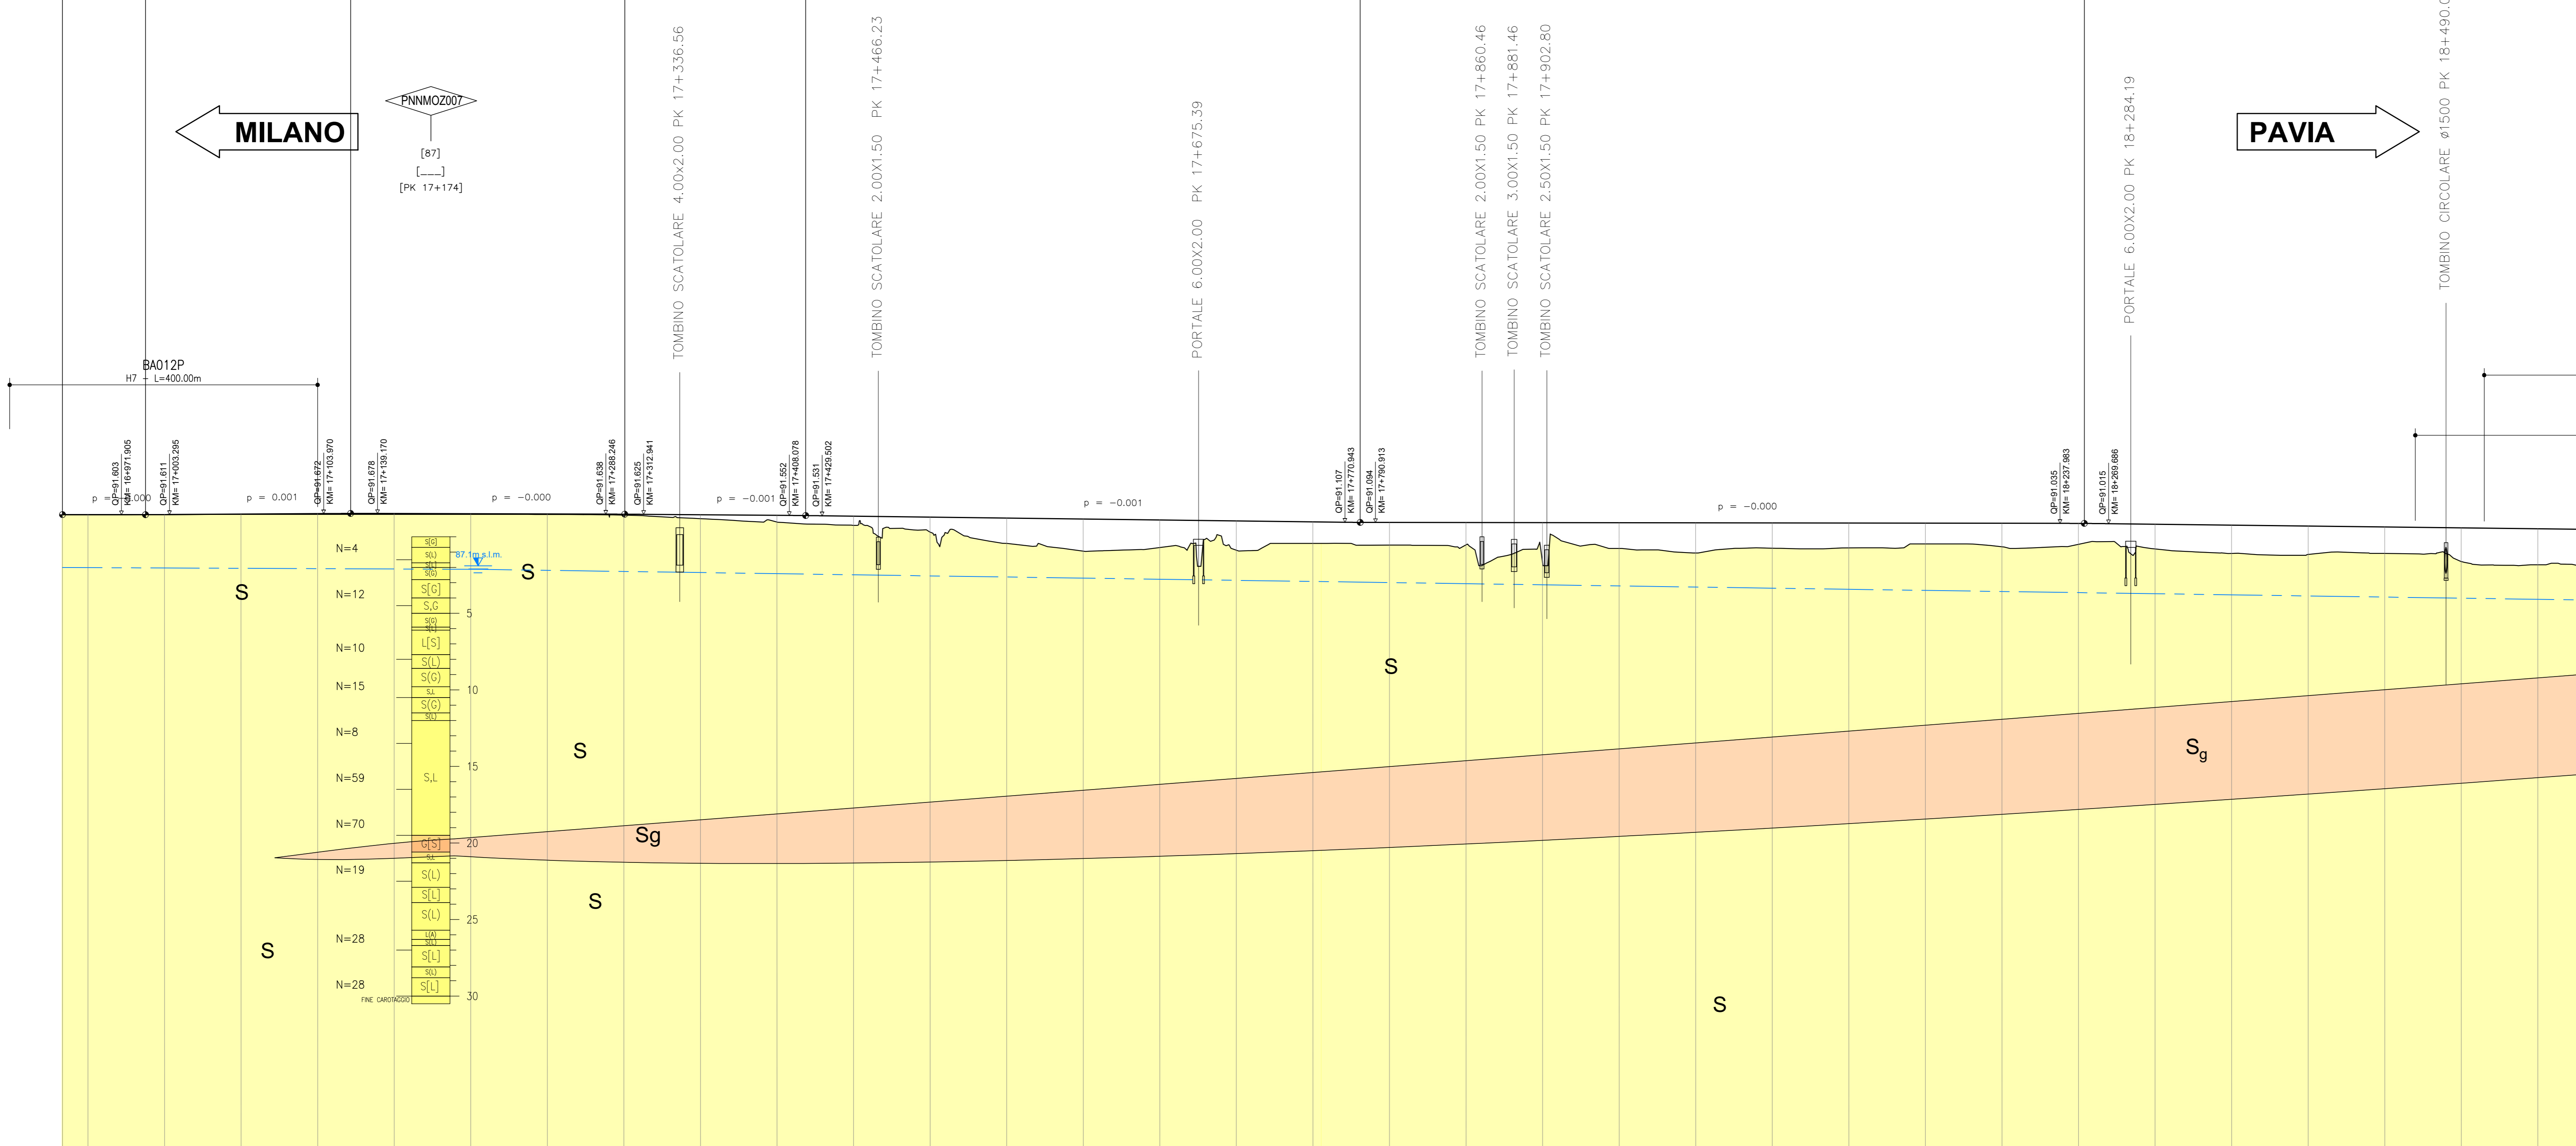 MILANO
PNNMOZ007
[87]
[___]
[PK 17+174]
TOMBINO SCATOLARE 4.00x2.00 PK 17+336.56
TOMBINO SCATOLARE 2.00X1.50 PK 17+466.23
PORTALE 6.00X2.00 PK 17+675.39
TOMBINO SCATOLARE 2.00X1.50 PK 17+860.46
TOMBINO SCATOLARE 3.00X1.50 PK 17+881.46
TOMBINO SCATOLARE 2.50X1.50 PK 17+902.80
PORTALE 6.00X2.00 PK 18+284.19
PAVIA
TOMBINO CIRCOLARE ø1500 PK 18+490.0
BA012P
H7 - L=400.00m
QP=91.603
KM= 16+971.905
QP=91.611
KM= 17+003.295
QP=91.672
KM= 17+103.970
QP=91.678
KM= 17+139.170
QP=91.638
KM= 17+288.246
QP=91.625
KM= 17+312.941
QP=91.552
KM= 17+408.078
QP=91.531
KM= 17+429.502
QP=91.107
KM= 17+770.943
QP=91.094
KM= 17+790.913
QP=91.035
KM= 18+237.983
QP=91.015
KM= 18+269.686
p = -0.000
p = 0.001
p = -0.000
p = -0.001
p = -0.001
p = -0.000
N=4
S[G]
S(L)
87.1m s.l.m.
S(G)
S
S
N=12
S[G]
S,G
5
S(G)
S(L)
N=10
L[S]
S(L)
S
S(G)
N=15
S,L
10
S(G)
S(L)
N=8
S
Sg
15
N=59
S,L
N=70
Sg
G[S]
20
S,L
N=19
S(L)
S[L]
S
S(L)
25
L(A)
N=28
S(L)
S
S[L]
S(L)
N=28
S[L]
30
FINE CAROTAGGIO
S